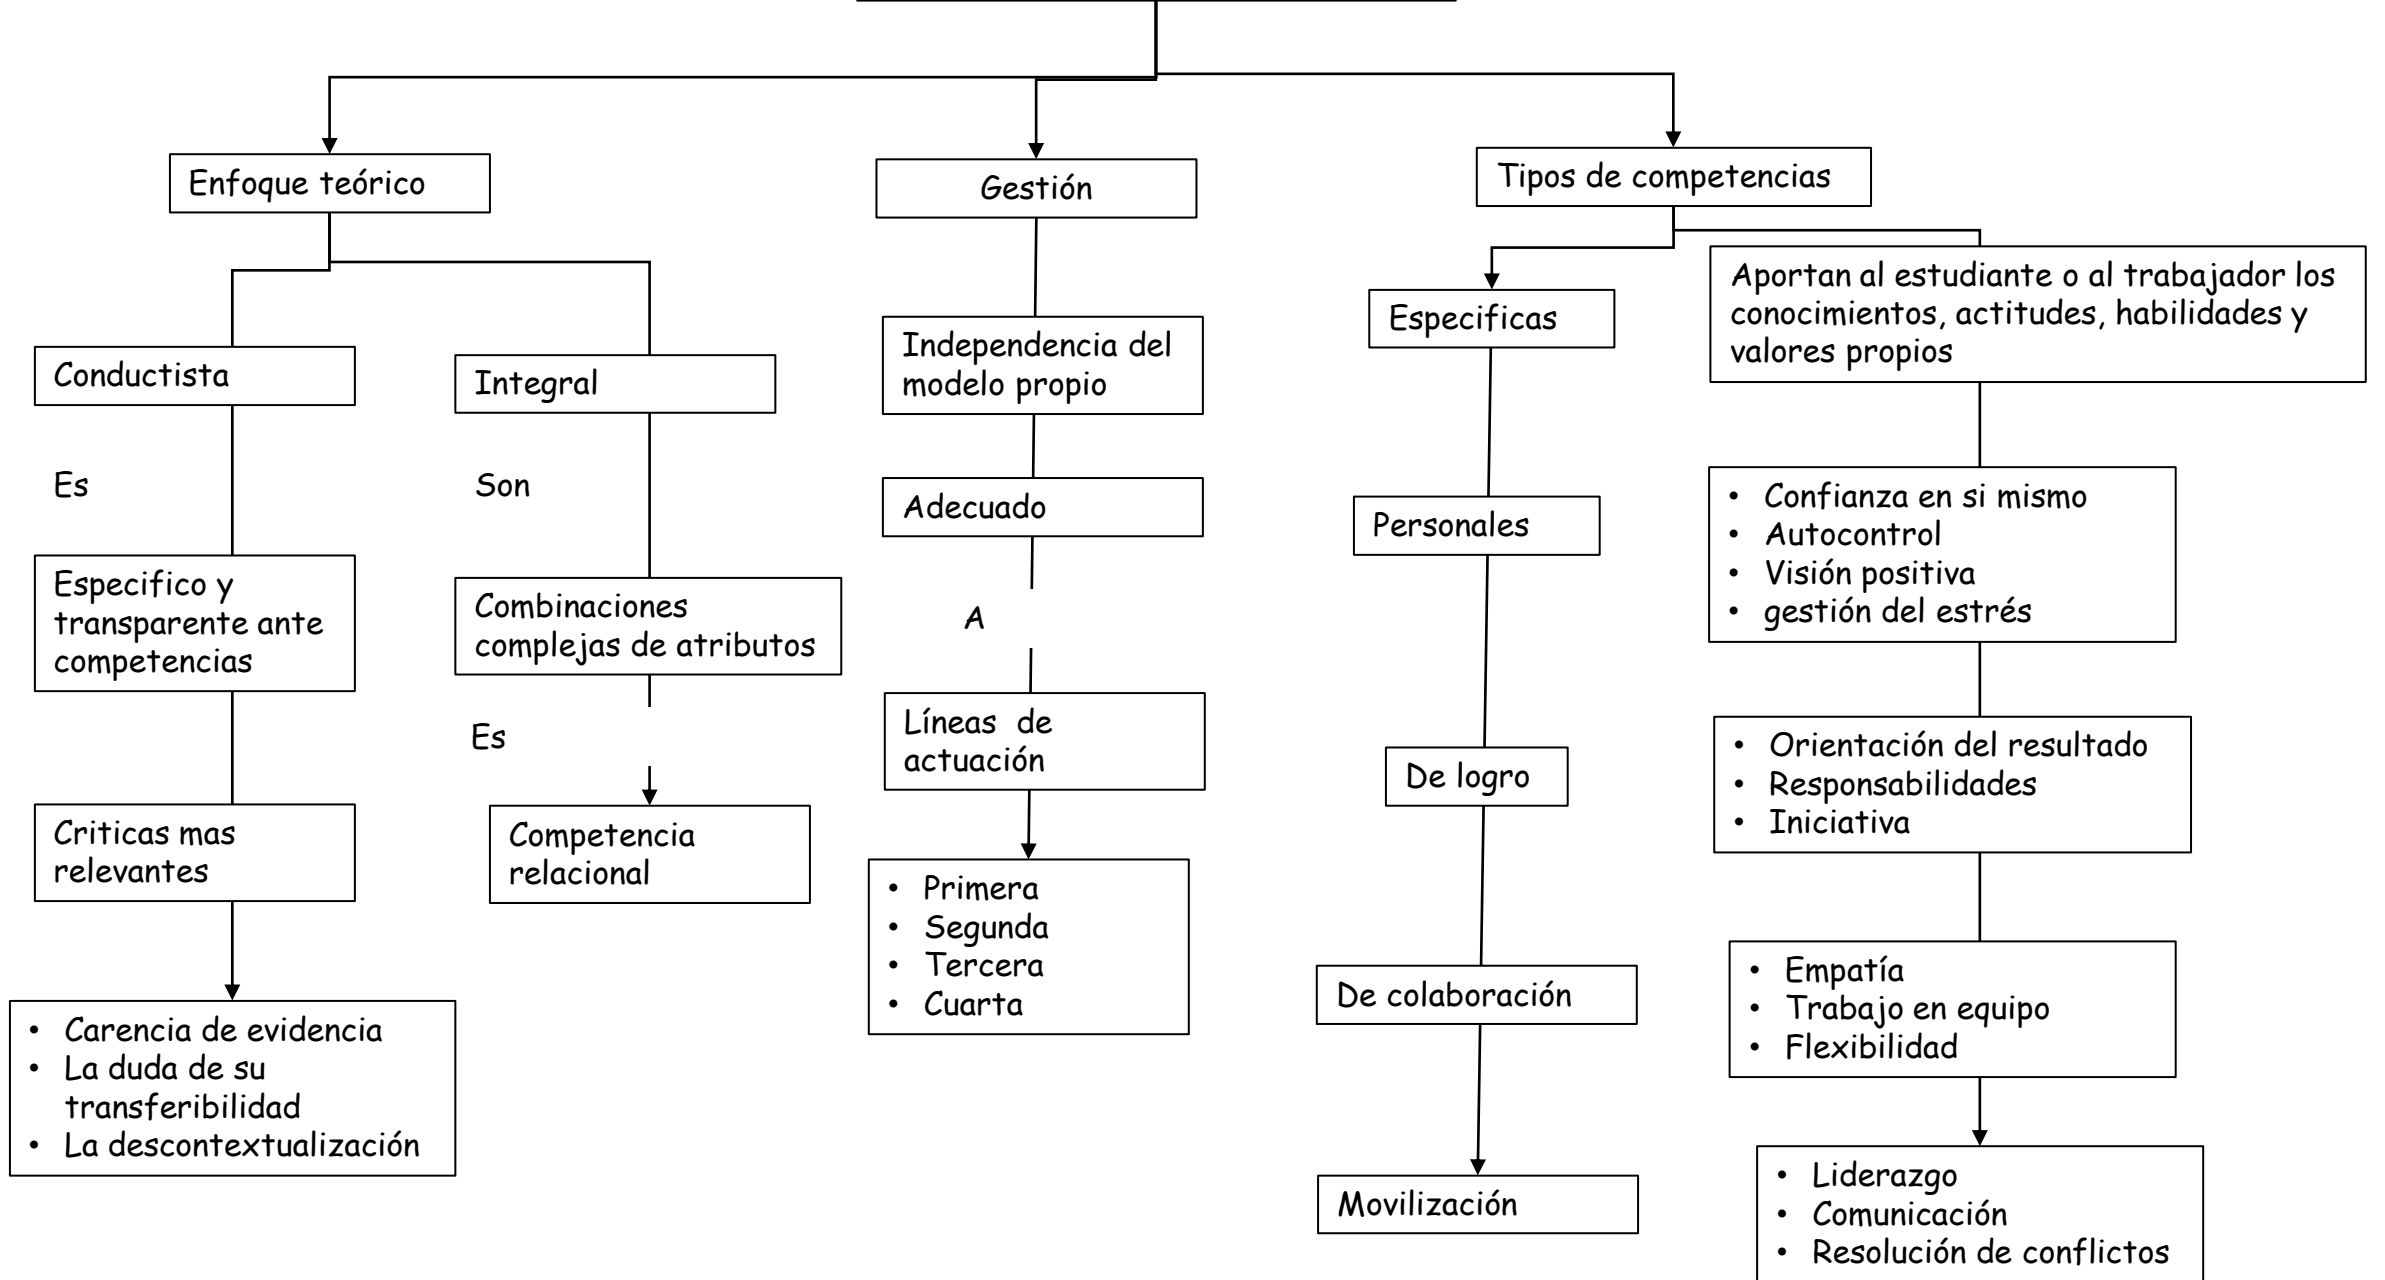 Enfoque teórico
Gestión
Tipos de competencias
Conductista
Es
Especifico y
transparente ante
competencias
Criticas mas
relevantes
• Carencia de evidencia
• La duda de su
transferibilidad
• La descontextualización
Integral
Son
Combinaciones
complejas de atributos
Es
Competencia
relacional
Independencia del
modelo propio
Adecuado
A
Líneas de
actuación
• Primera
• Segunda
• Tercera
• Cuarta
Especificas
Personales
De logro
De colaboración
Movilización
Aportan al estudiante o al trabajador los
conocimientos, actitudes, habilidades y
valores propios
• Confianza en si mismo
• Autocontrol
• Visión positiva
• gestión del estrés
• Orientación del resultado
• Responsabilidades
• Iniciativa
• Empatía
• Trabajo en equipo
• Flexibilidad
• Liderazgo
• Comunicación
• Resolución de conflictos